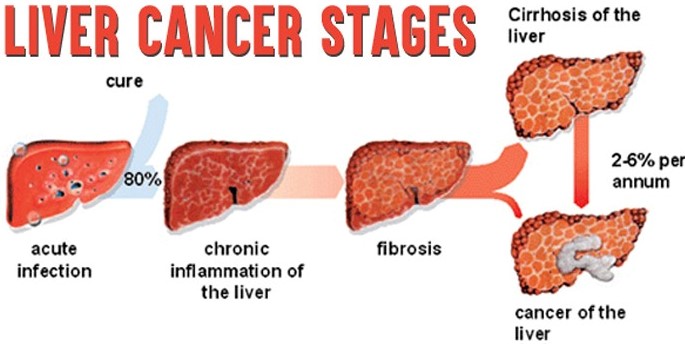 LIVER CANCER STAGES
cure
80%
acute
infection
chronic
inflammation of
the liver
fibrosis
Cirrhosis of the
liver
2-6% per
annum
cancer of the
liver